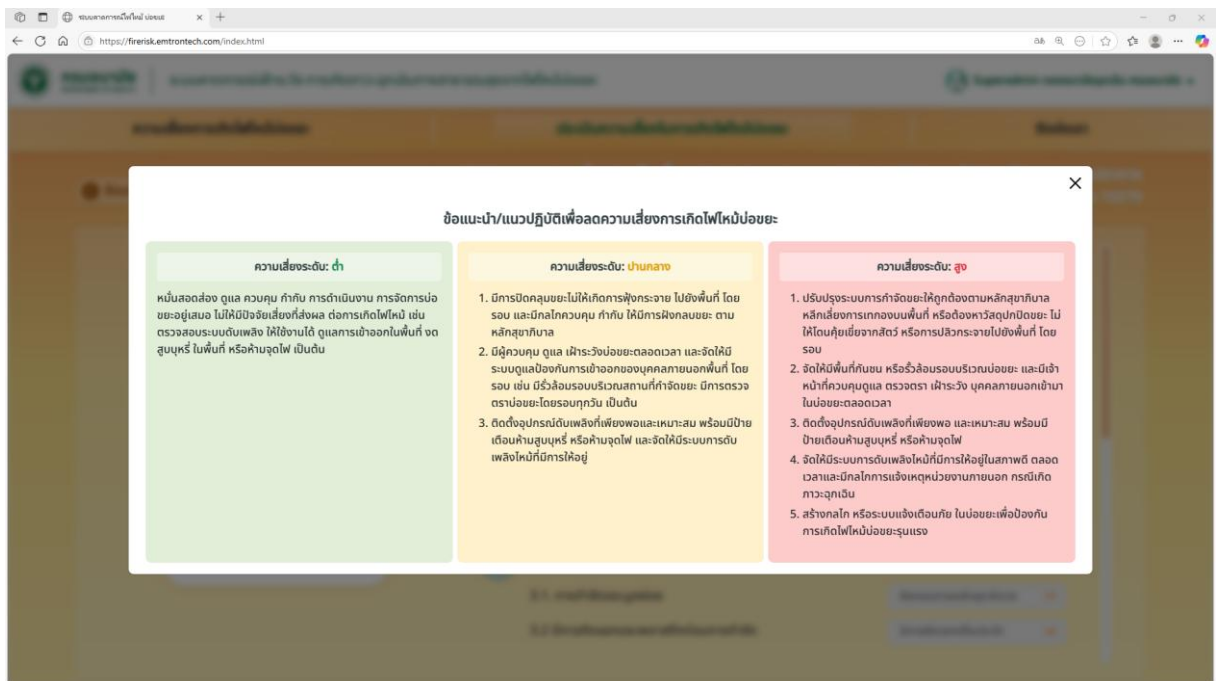 ระบบคาดการณ์ไฟไหม้ บ่อขยะ
https://firerisk.emtrontech.com/index.html
ข้อแนะนำ/แนวปฏิบัติเพื่อลดความเสี่ยงการเกิดไฟไหม้บ่อขยะ
ความเสี่ยงระดับ: ต่ำ
หมั่นสอดส่อง ดูแล ควบคุม กำกับ การดำเนินงาน การจัดการบ่อ
ขยะอยู่เสมอ ไม่ให้มีปัจจัยเสี่ยงที่ส่งผล ต่อการเกิดไฟไหม้ เช่น
ตรวจสอบระบบดับเพลิง ให้ใช้งานได้ ดูแลการเข้าออกในพื้นที่ งด
สูบบุหรี่ ในพื้นที่ หรือห้ามจุดไฟ เป็นต้น
ความเสี่ยงระดับ: ปานกลาง
1. มีการปิดคลุมขยะไม่ให้เกิดการฟุ้งกระจาย ไปยังพื้นที่ โดย
รอบ และมีกลไกควบคุม กำกับ ให้มีการฝังกลบขยะ ตาม
หลักสุขาภิบาล
2. มีผู้ควบคุม ดูแล เฝ้าระวังบ่อขยะตลอดเวลา และจัดให้มี
ระบบดูแลป้องกันการเข้าออกของบุคคลภายนอกพื้นที่ โดย
รอบ เช่น มีรั้วล้อมรอบบริเวณสถานที่กำจัดขยะ มีการตรวจ
ตราบ่อขยะโดยรอบทุกวัน เป็นต้น
3. ติดตั้งอุปกรณ์ดับเพลิงที่เพียงพอและเหมาะสม พร้อมมีป้าย
เตือนห้ามสูบบุหรี่ หรือห้ามจุดไฟ และจัดให้มีระบบการดับ
เพลิงไหม้ที่มีการให้อยู่
ความเสี่ยงระดับ: สูง
1. ปรับปรุงระบบการกำจัดขยะให้ถูกต้องตามหลักสุขาภิบาล
หลีกเลี่ยงการเทกองบนพื้นที่ หรือต้องหาวัสดุปกปิดขยะ ไม่
ให้โดนคุ้ยเขี่ยจากสัตว์ หรือการปลิวกระจายไปยังพื้นที่ โดย
รอบ
2. จัดให้มีพื้นที่กันชน หรือรั้วล้อมรอบบริเวณบ่อขยะ และมีเจ้า
หน้าที่ควบคุมดูแล ตรวจตรา เฝ้าระวัง บุคคลภายนอกเข้ามา
ในบ่อขยะตลอดเวลา
3. ติดตั้งอุปกรณ์ดับเพลิงที่เพียงพอ และเหมาะสม พร้อมมี
ป้ายเตือนห้ามสูบบุหรี่ หรือห้ามจุดไฟ
4. จัดให้มีระบบการดับเพลิงไหม้ที่มีการให้อยู่ในสภาพดี ตลอด
เวลาและมีกลไกการแจ้งเหตุหน่วยงานภายนอก กรณีเกิด
ภาวะฉุกเฉิน
5. สร้างกลไก หรือระบบแจ้งเตือนภัย ในบ่อขยะเพื่อป้องกัน
การเกิดไฟไหม้บ่อขยะรุนแรง